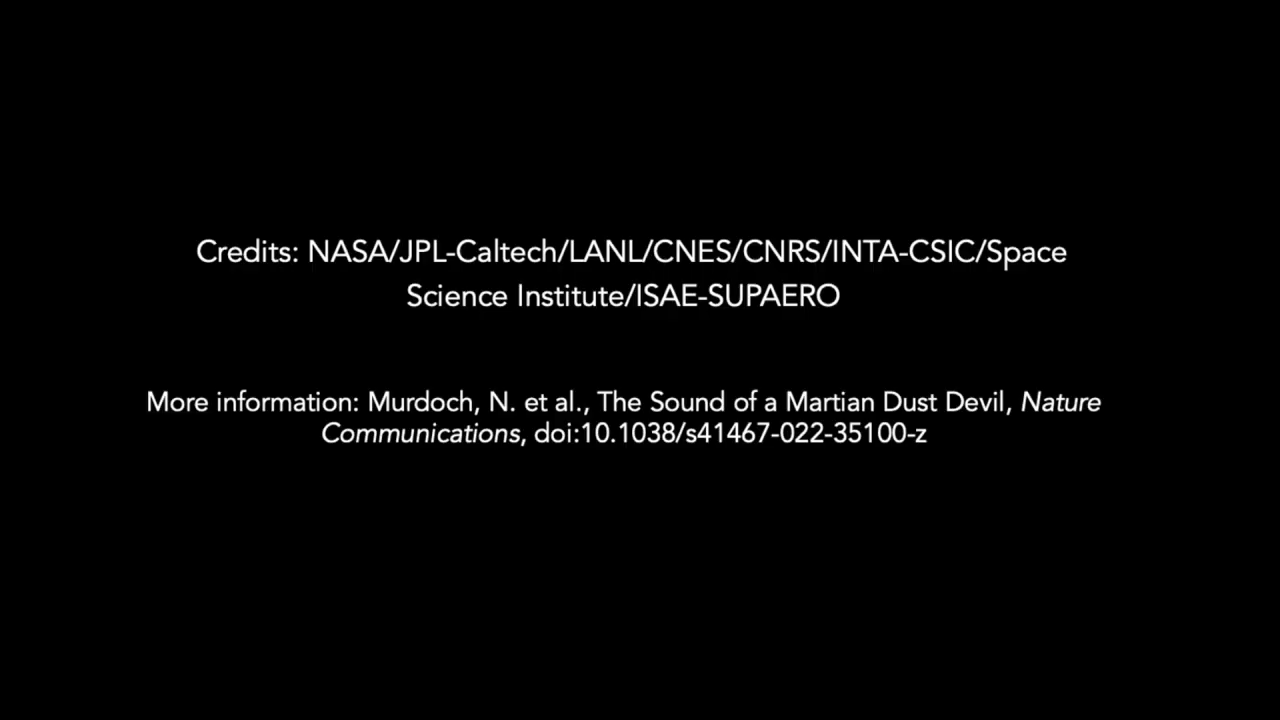 Credits: NASA/JPL-Caltech/LANL/CNES/CNRS/INTA-CSIC/Space
Science Institute/ISAE-SUPAERO
More information: Murdoch, N. et al., The Sound of a Martian Dust Devil, Nature
Communications, doi:10.1038/s41467-022-35100-z